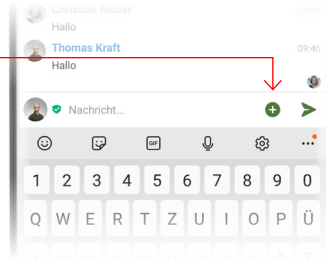 Christine Müller
Hallo
Thomas Kraft
09:46
Hallo
Nachricht...
GIF
1 2 3 4 5 6 7 8 9 0
Q W E R T Z U I O P Ü